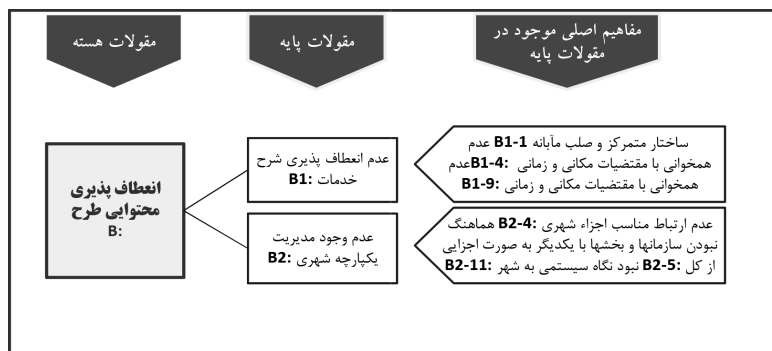 مفاهیم اصلی موجود در
مقولات پایه
مقولات پایه
مقولات هسته
ساختار متمرکز و صلب مآبانه B1-1 عدم
همخوانی با مقتضیات مکانی و زمانی B1-4: عدم
همخوانی با مقتضیات مکانی و زمانی B1-9:
عدم انعطاف پذیری شرح
خدمات B1:
انعطاف پذیری
محتوایی طرح
B:
عدم ارتباط مناسب اجزاء شهری B2-4: هماهنگ
نبودن سازمانها و بخشها با یکدیگر به صورت اجزایی
از کل B2-5: نبود نگاه سیستمی به شهر B2-11:
عدم وجود مدیریت
یکپارچه شهری B2: